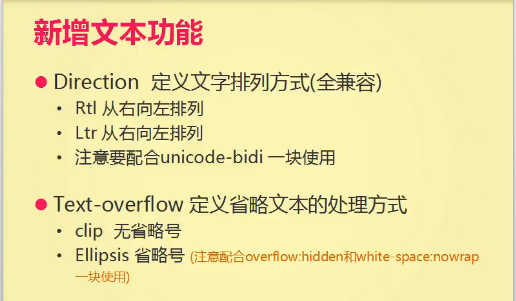 新增文本功能
Direction 定义文字排列方式(全兼容)
Rtl 从右向左排列
Ltr 从右向左排列
注意要配合unicode-bidi 一块使用
Text-overflow 定义省略文本的处理方式
clip 无省略号
Ellipsis 省略号 (注意配合overflow:hidden和white-space:nowrap
一块使用)